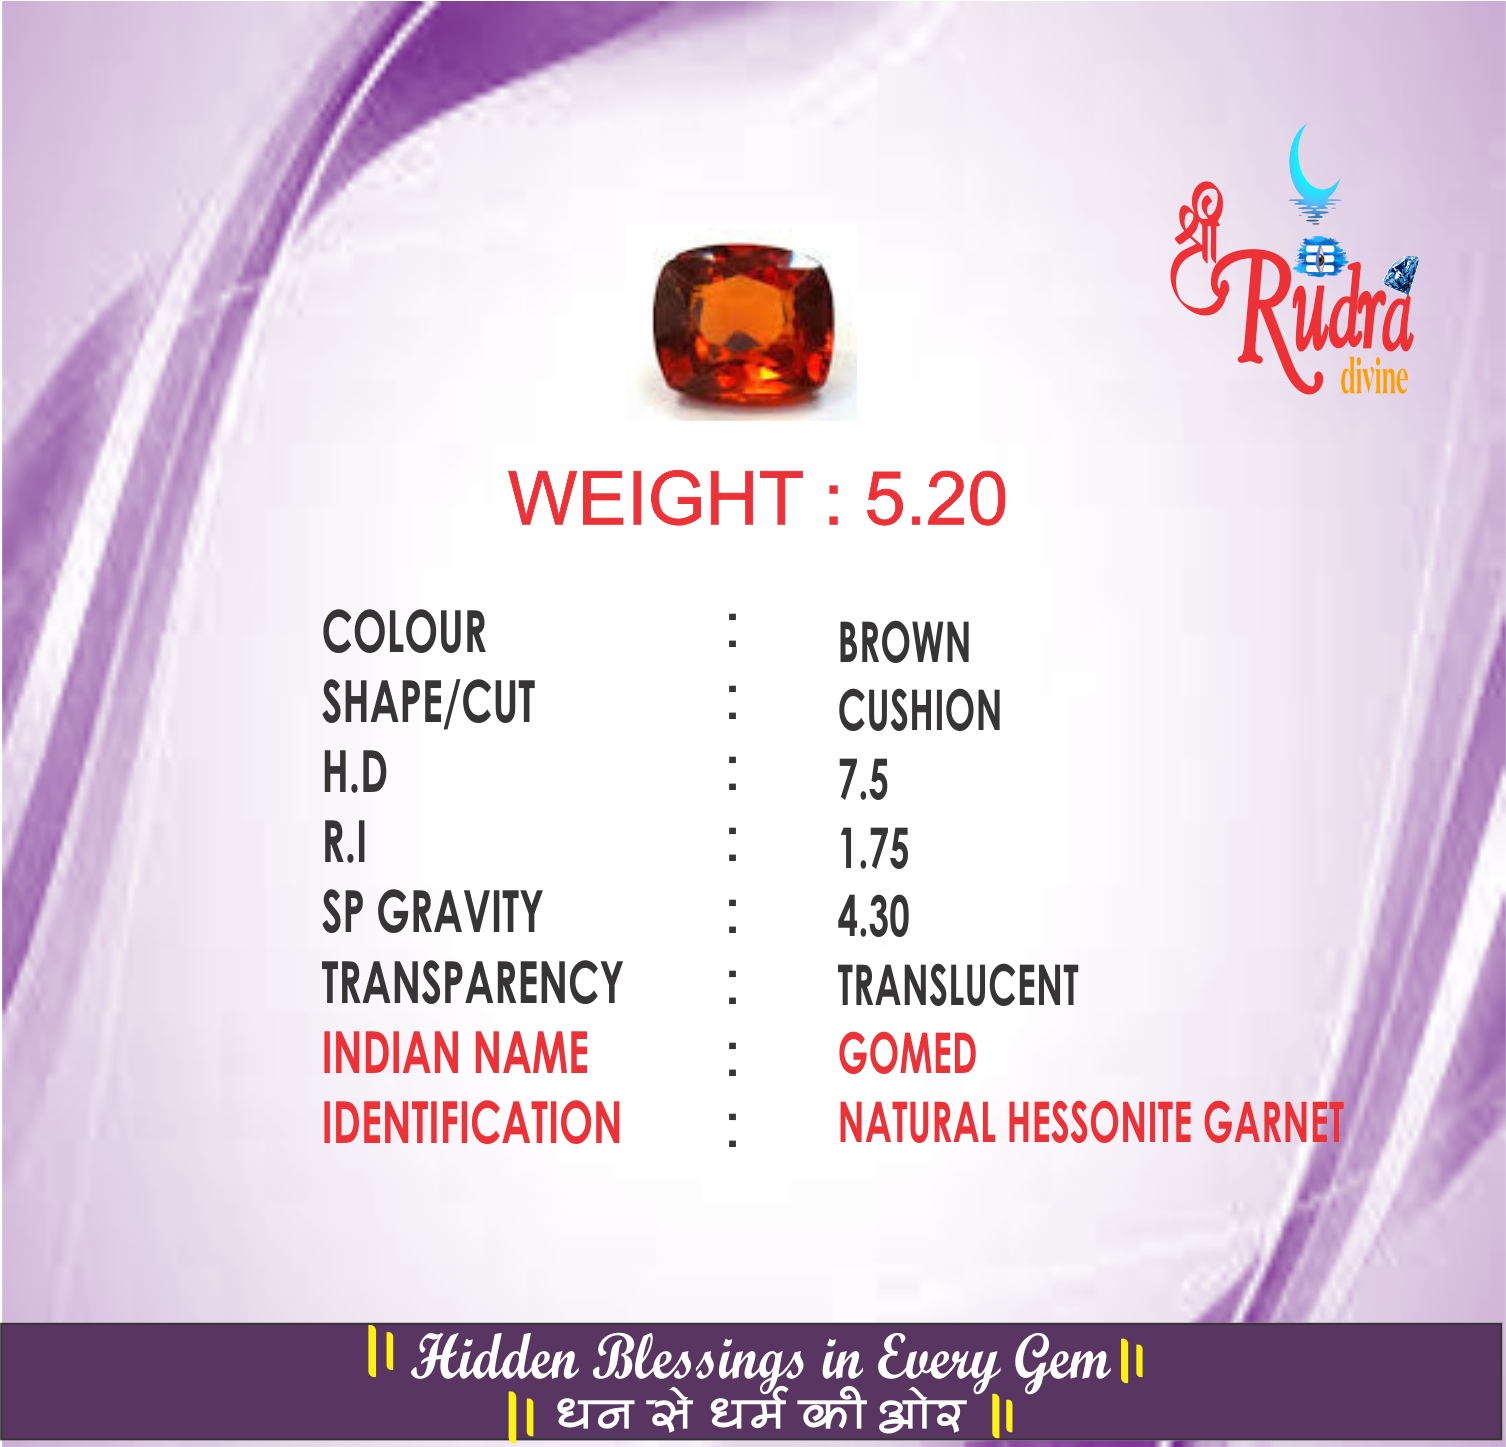 श्री
Rudra
divine
WEIGHT : 5.20
COLOUR : BROWN
SHAPE/CUT : CUSHION
H.D : 7.5
R.I : 1.75
SP GRAVITY : 4.30
TRANSPARENCY : TRANSLUCENT
INDIAN NAME : GOMED
IDENTIFICATION : NATURAL HESSONITE GARNET
|| Hidden Blessings in Every Gem ||
|| धन से धर्म की ओर ||